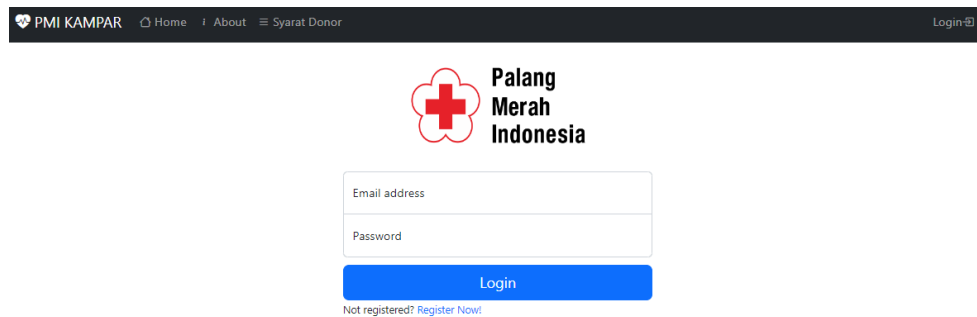 PMI KAMPAR Home About Syarat Donor Login
Palang
Merah
Indonesia
Email address
Password
Login
Not registered? Register Now!